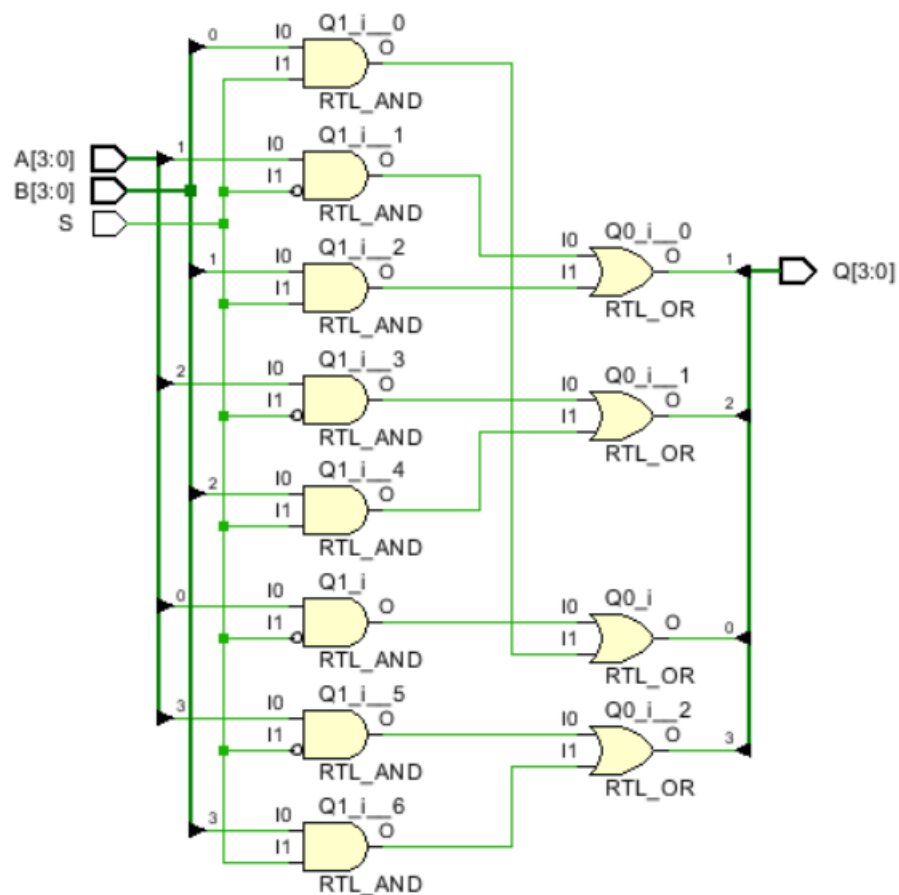 Q1_i__0
0 I0 O
I1
RTL_AND
Q1_i__1
A[3:0] 1 I0 O
B[3:0] I1
RTL_AND
S
Q1_i__2 Q0_i__0
1 I0 O I0 O 1 Q[3:0]
I1 I1
RTL_AND RTL_OR
Q1_i__3 Q0_i__1
2 I0 O I0 O 2
I1 I1
RTL_AND RTL_OR
Q1_i__4
2 I0 O
I1
RTL_AND
Q1_i Q0_i
0 I0 O I0 O 0
I1 I1
RTL_AND RTL_OR
Q1_i__5 Q0_i__2
3 I0 O I0 O 3
I1 I1
RTL_AND RTL_OR
Q1_i__6
3 I0 O
I1
RTL_AND